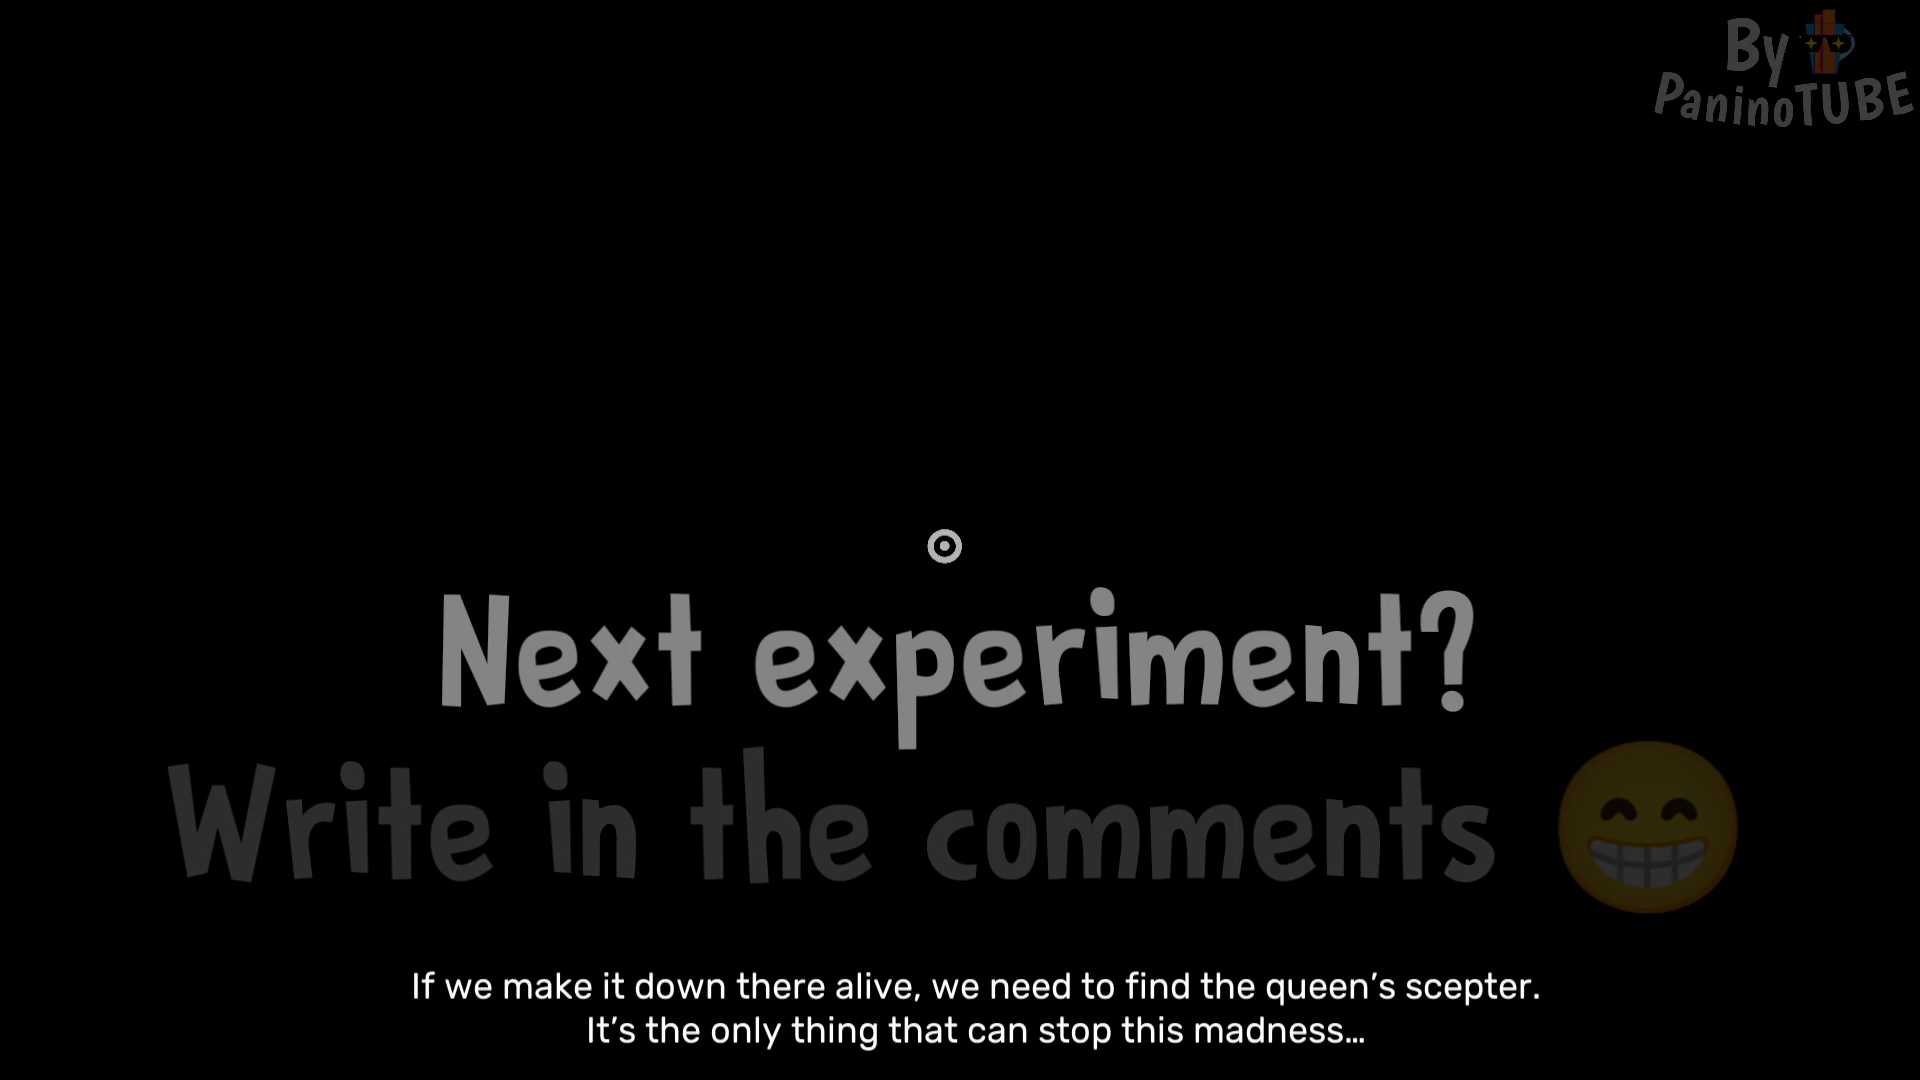 By
PaninoTUBE
Next experiment?
Write in the comments
If we make it down there alive, we need to find the queen’s scepter.
It’s the only thing that can stop this madness…